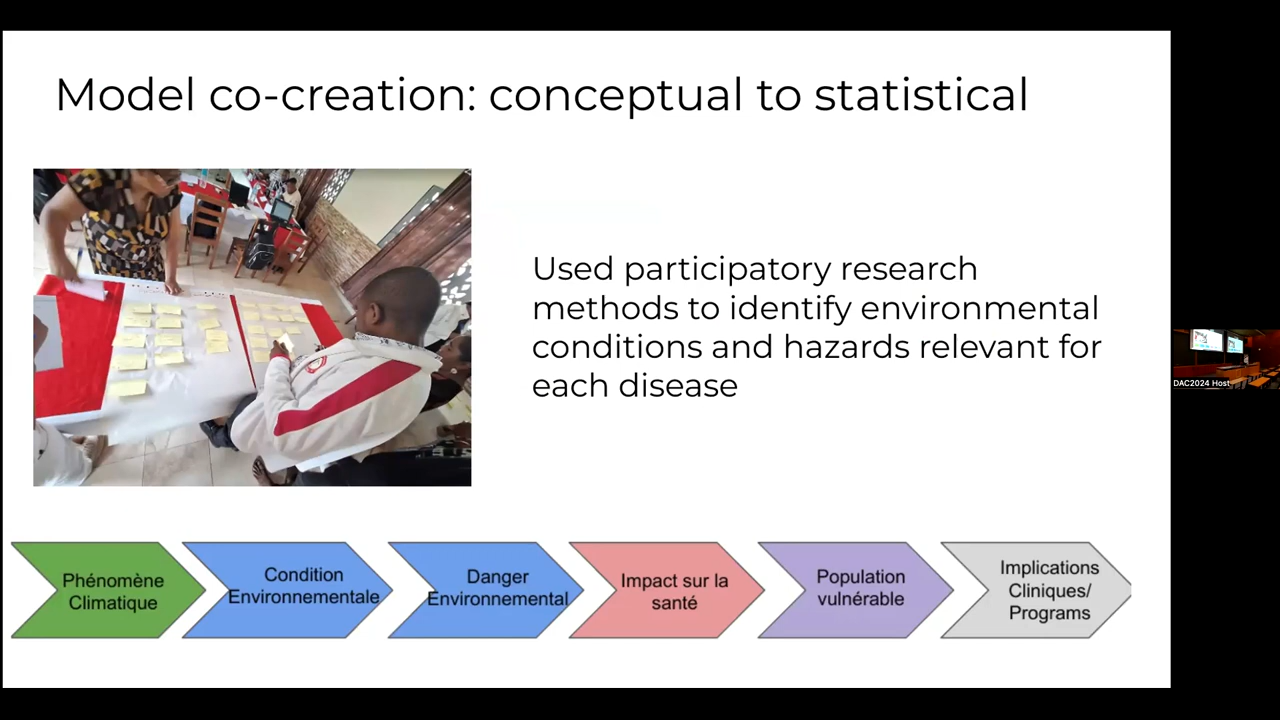 Model co-creation: conceptual to statistical
Used participatory research
methods to identify environmental
conditions and hazards relevant for
each disease
Phénomène
Climatique
Condition
Environnementale
Danger
Environnemental
Impact sur la
santé
Population
vulnérable
Implications
Cliniques/
Programs
DAC2024 Host